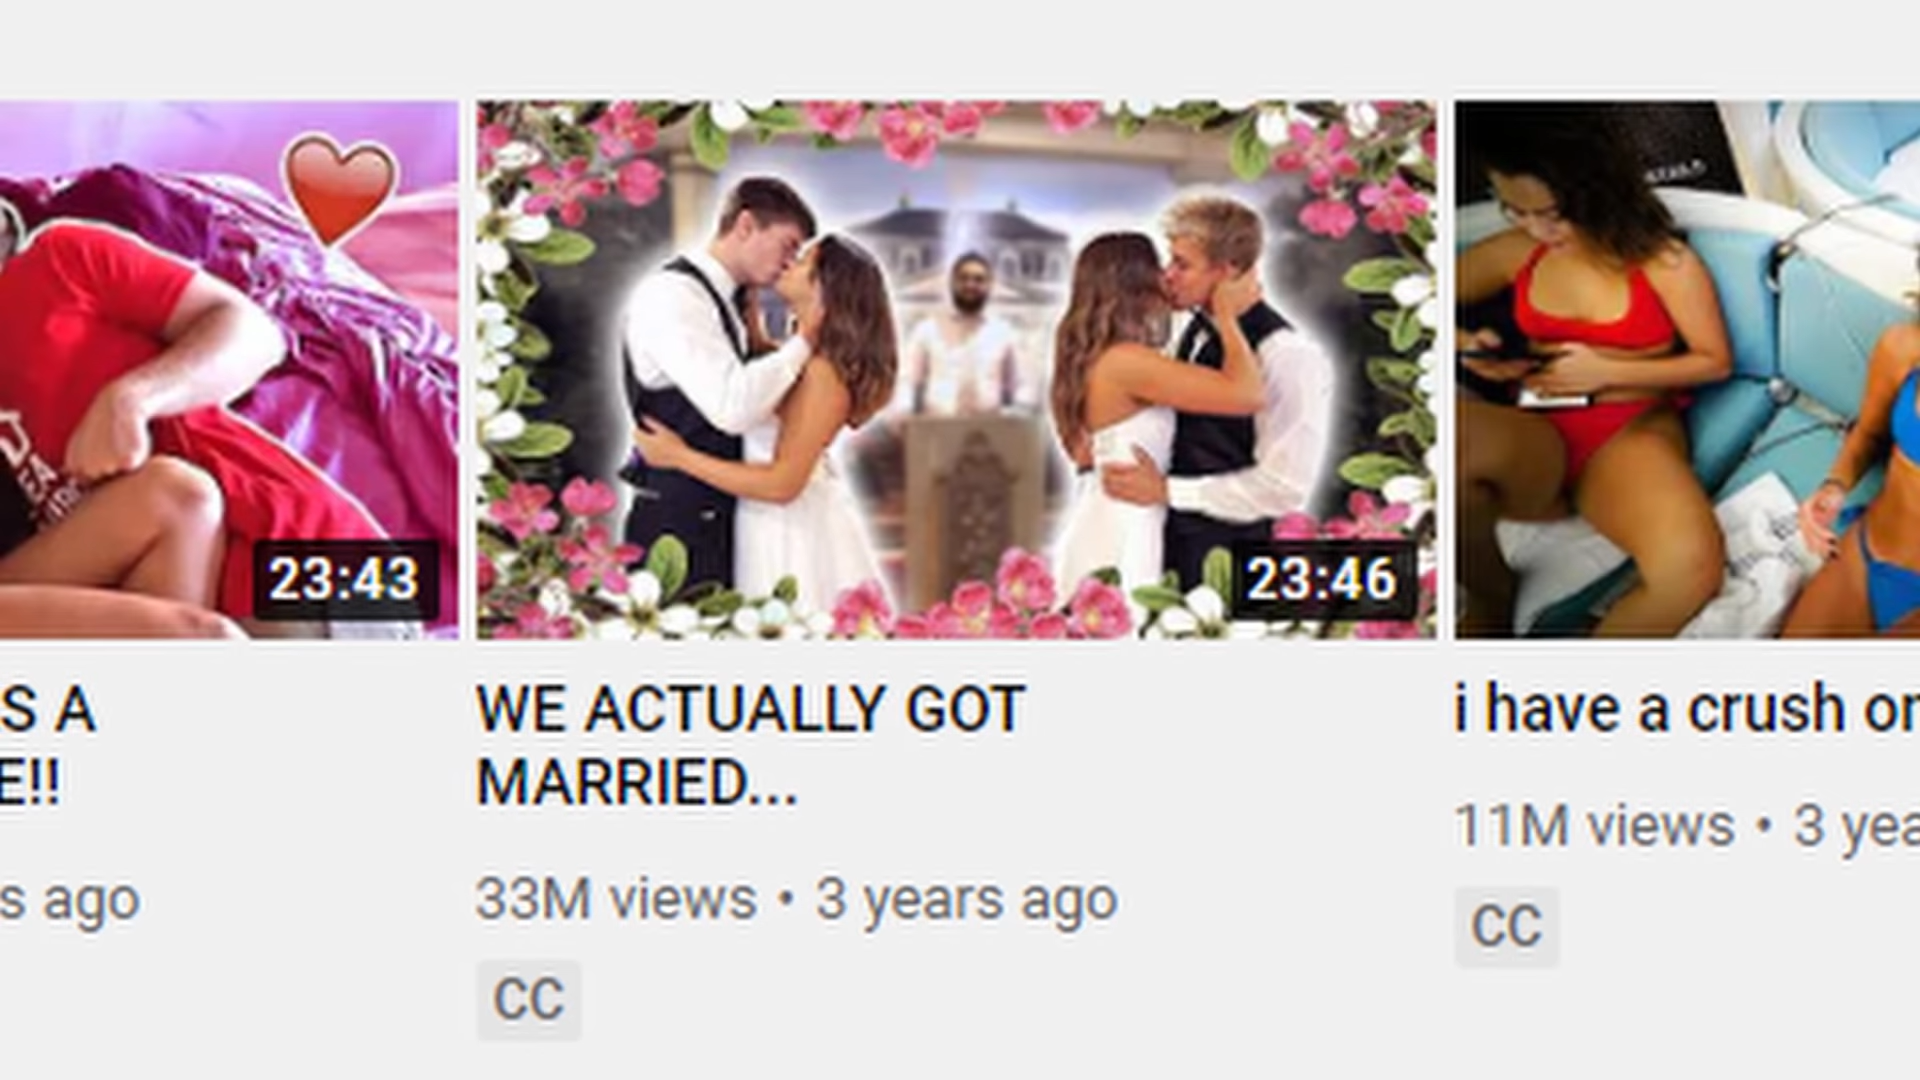 23:43
S A
E!!
s ago
23:46
WE ACTUALLY GOT
MARRIED...
33M views • 3 years ago
CC
i have a crush on
11M views • 3 yea
CC